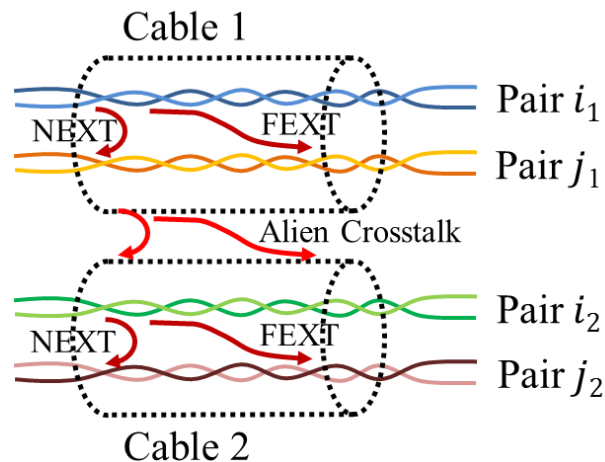 Cable 1
Pair i₁
NEXT
FEXT
Pair j₁
Alien Crosstalk
Pair i₂
NEXT
FEXT
Pair j₂
Cable 2